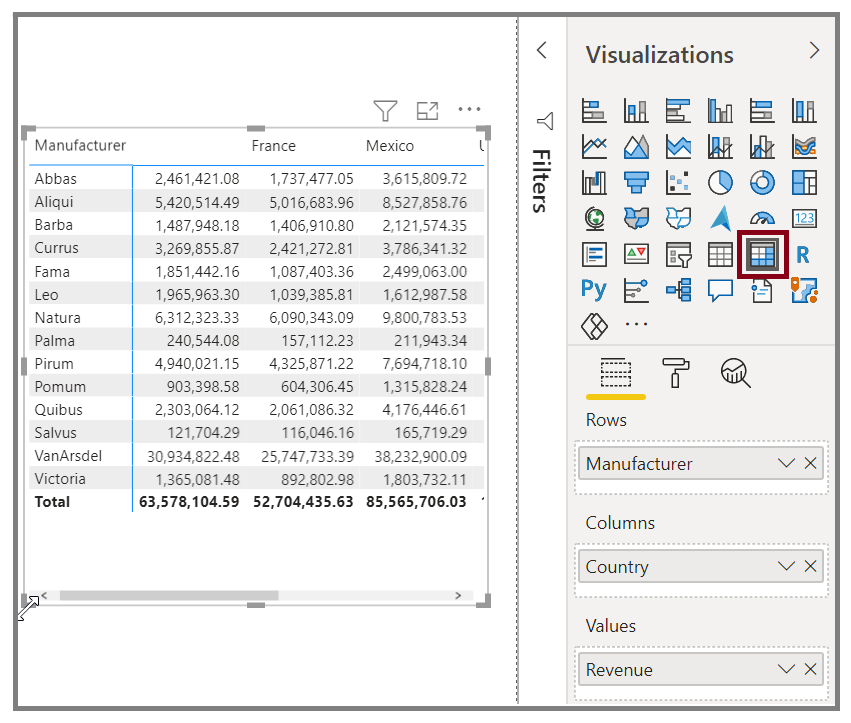 Visualizations
Filters
Manufacturer France Mexico
Abbas 2,461,421.08 1,737,477.05 3,615,809.72
Aliqui 5,420,514.49 5,016,683.96 8,527,858.76
Barba 1,487,948.18 1,406,910.80 2,121,574.35
Currus 3,269,855.87 2,421,272.81 3,786,341.32
Fama 1,851,442.16 1,087,403.36 2,499,063.00
Leo 1,965,963.30 1,039,385.81 1,612,987.58
Natura 6,312,323.33 6,090,343.09 9,800,783.53
Palma 240,544.08 157,112.23 211,943.34
Pirum 4,940,021.15 4,325,871.22 7,694,718.10
Pomum 903,398.58 604,306.45 1,315,828.24
Quibus 2,303,064.12 2,061,086.32 4,176,446.61
Salvus 121,704.29 116,046.16 165,719.29
VanArsdel 30,934,822.48 25,747,733.39 38,232,900.09
Victoria 1,365,081.48 892,802.98 1,803,732.11
Total 63,578,104.59 52,704,435.63 85,565,706.03
123
R
Py
Rows
Manufacturer
Columns
Country
Values
Revenue